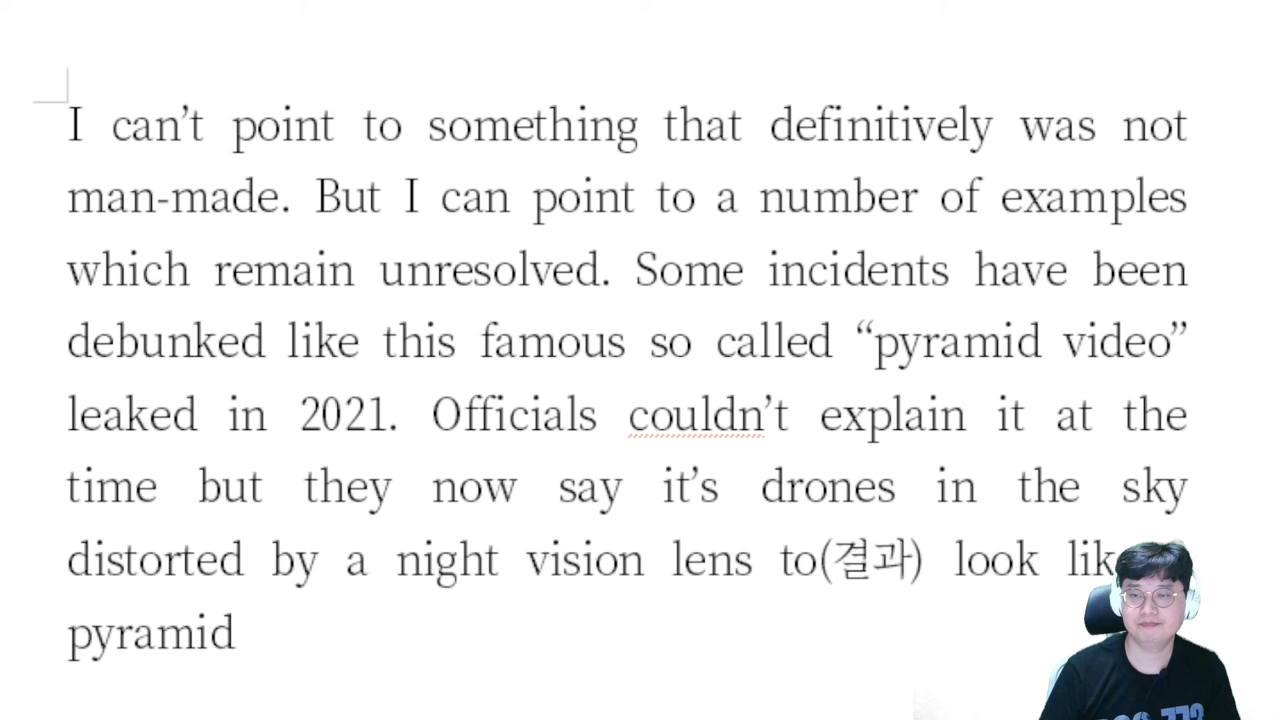 I can’t point to something that definitively was not
man-made. But I can point to a number of examples
which remain unresolved. Some incidents have been
debunked like this famous so called “pyramid video”
leaked in 2021. Officials couldn’t explain it at the
time but they now say it’s drones in the sky
distorted by a night vision lens to(결과) look
pyramid